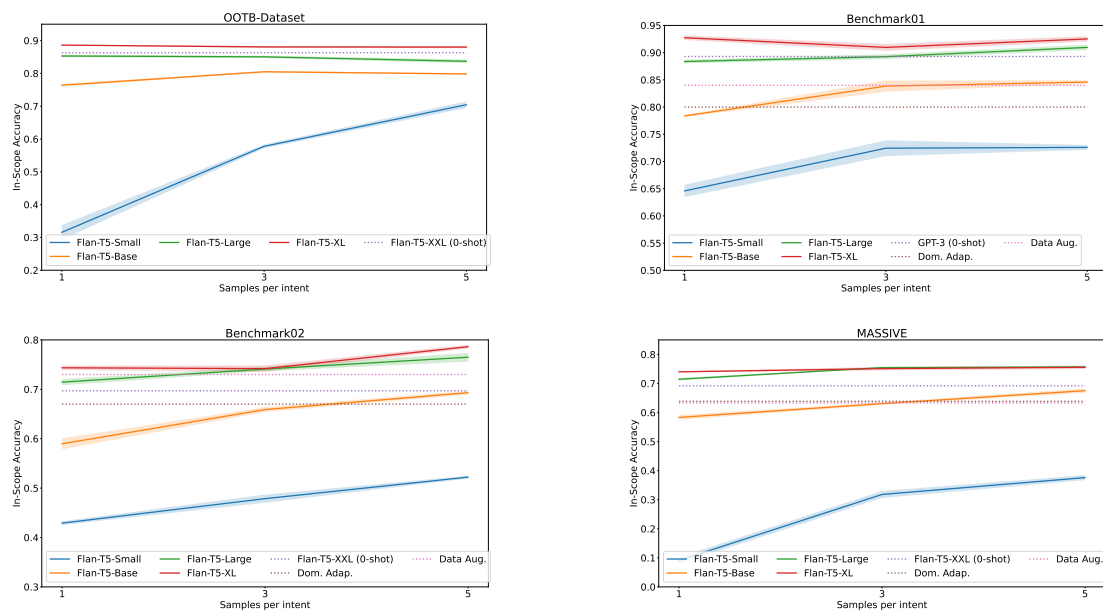 OOTB-Dataset
In-Scope Accuracy
0.9
0.8
0.7
0.6
0.5
0.4
0.3
0.2
Flan-T5-Small Flan-T5-Large Flan-T5-XL Flan-T5-XXL (0-shot)
Flan-T5-Base
1 3 5
Samples per intent
Benchmark01
In-Scope Accuracy
0.95
0.90
0.85
0.80
0.75
0.70
0.65
0.60
0.55
0.50
Flan-T5-Small Flan-T5-Large GPT-3 (0-shot) Data Aug.
Flan-T5-Base Flan-T5-XL Dom. Adap.
1 3 5
Samples per intent
Benchmark02
In-Scope Accuracy
0.8
0.7
0.6
0.5
0.4
0.3
Flan-T5-Small Flan-T5-Large Flan-T5-XXL (0-shot) Data Aug.
Flan-T5-Base Flan-T5-XL Dom. Adap.
1 3 5
Samples per intent
MASSIVE
In-Scope Accuracy
0.8
0.7
0.6
0.5
0.4
0.3
0.2
0.1
0.0
Flan-T5-Small Flan-T5-Large Flan-T5-XXL (0-shot) Data Aug.
Flan-T5-Base Flan-T5-XL Dom. Adap.
1 3 5
Samples per intent